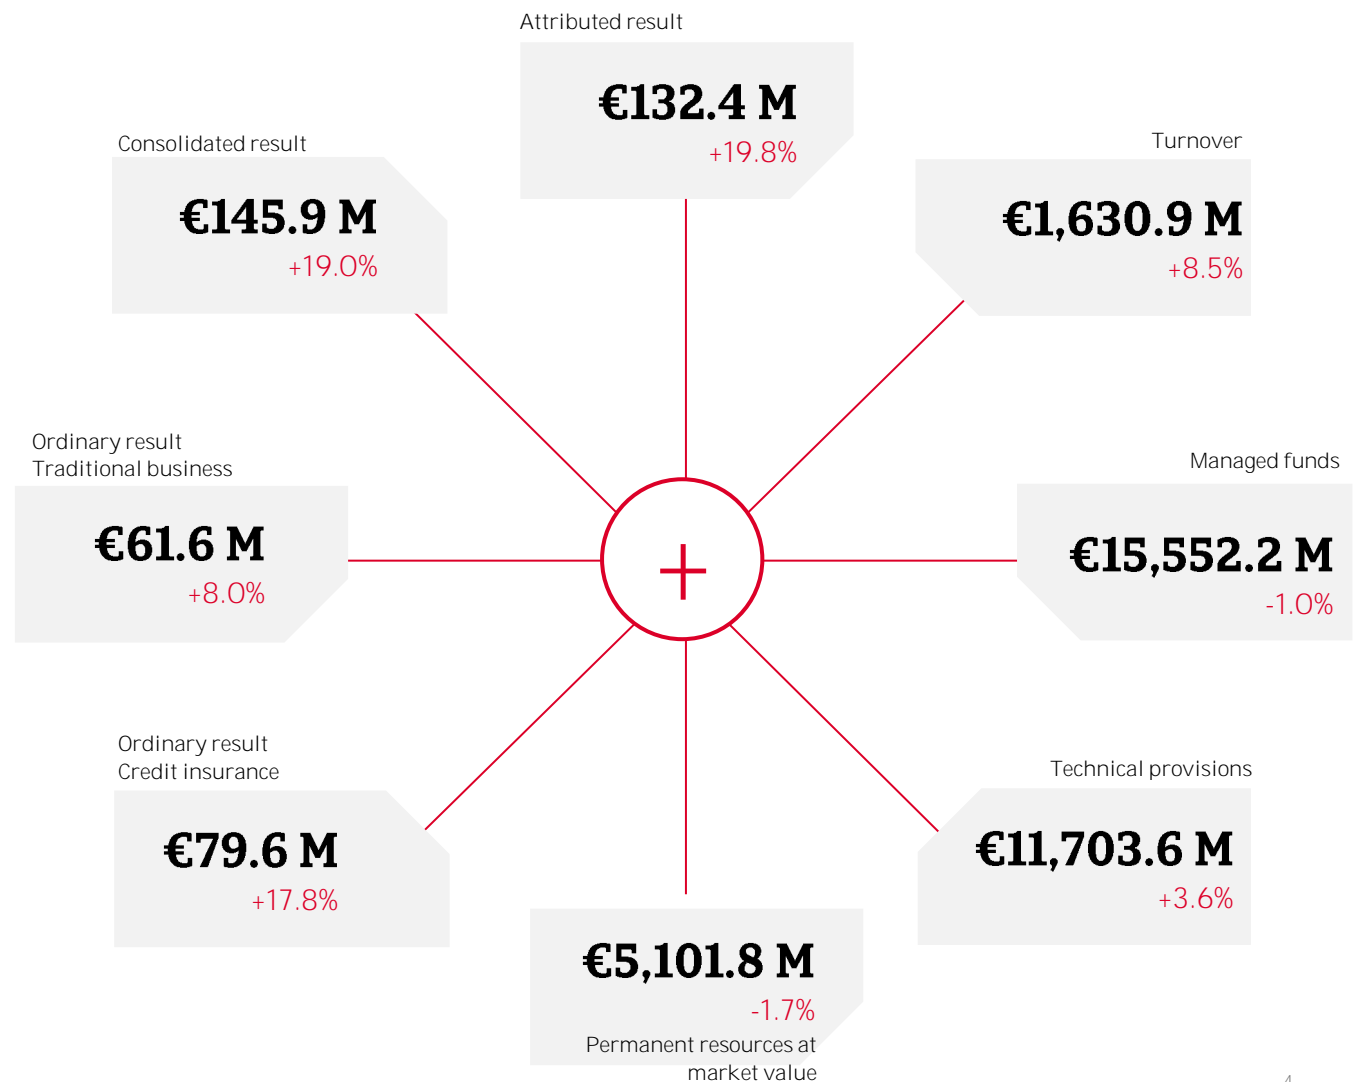 Attributed result
€132.4 M
+19.8%
Consolidated result
€145.9 M
+19.0%
Turnover
€1,630.9 M
+8.5%
Ordinary result
Traditional business
€61.6 M
+8.0%
Managed funds
€15,552.2 M
-1.0%
Ordinary result
Credit insurance
€79.6 M
+17.8%
Technical provisions
€11,703.6 M
+3.6%
€5,101.8 M
-1.7%
Permanent resources at
market value
4